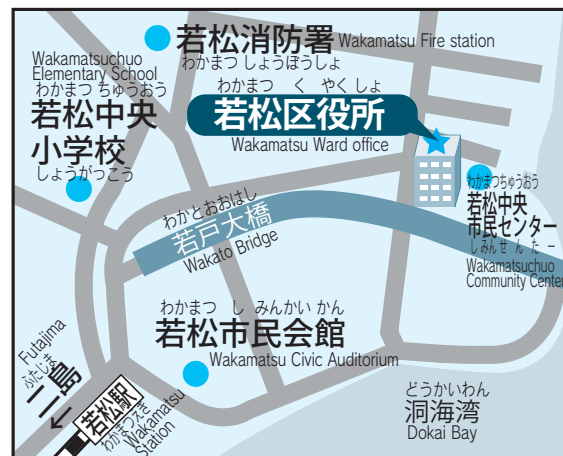 若松消防署 Wakamatsu Fire station
わかまつ しょうぼうしょ
Wakamatsuchuo
Elementary School
わかまつ ちゅうおう
若松中央
小学校
しょうがっこう
わかまつ く やくしょ
若松区役所
Wakamatsu Ward office
わかまつちゅうおう
若松中央
市民センター
しみんせんたー
Wakamatsuchuo
Community Center
わかとおおはし
若戸大橋
Wakato Bridge
わかまつ し みんかい かん
若松市民会館
Wakamatsu Civic Auditorium
Futajima
ふたじま
二島
若松駅
わかまつえき
Wakamatsu
Station
どうかいわん
洞海湾
Dokai Bay